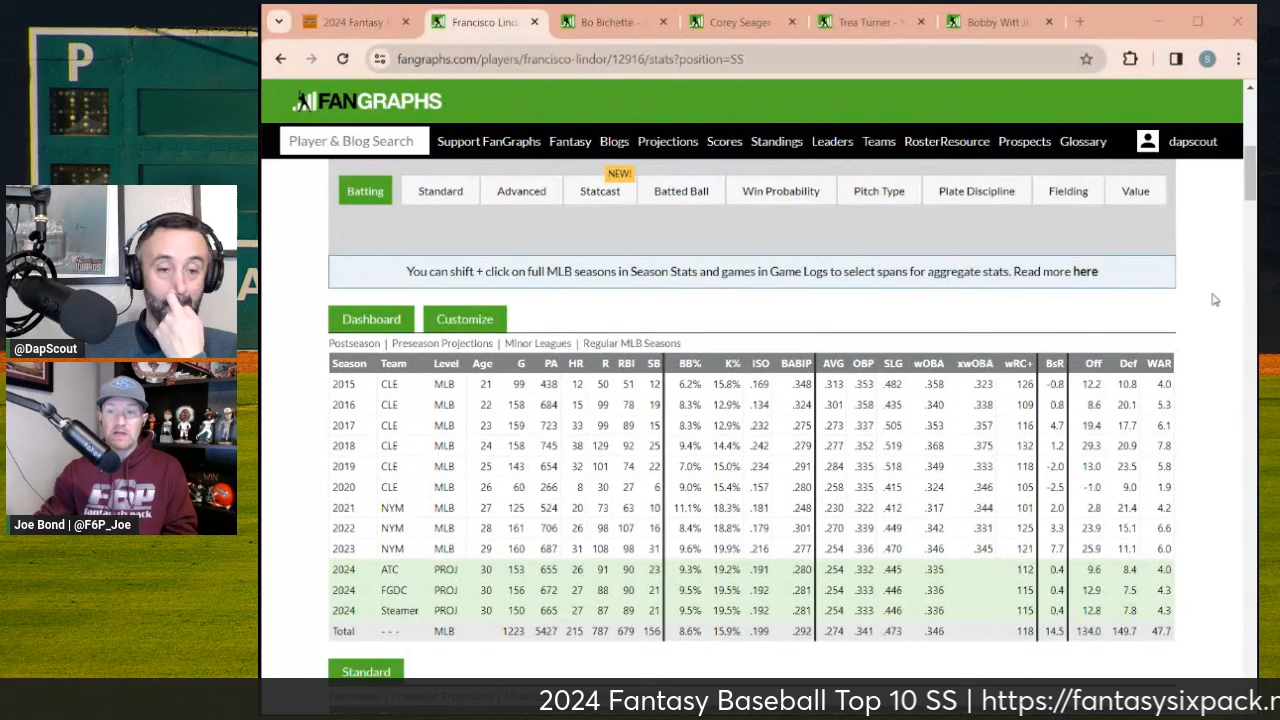 P
2024 Fantasy
Francisco Lindo
Bo Bichette - S
Corey Seager
Trea Turner - S
Bobby Witt Jr
fangraphs.com/players/francisco-lindor/12916/stats?position=SS
S
FANGRAPHS
Player & Blog Search
Support FanGraphs Fantasy Blogs Projections Scores Standings Leaders Teams RosterResource Prospects Glossary
dapscout
NEW!
Batting Standard Advanced Statcast Batted Ball Win Probability Pitch Type Plate Discipline Fielding Value
You can shift + click on full MLB seasons in Season Stats and games in Game Logs to select spans for aggregate stats. Read more here
Dashboard Customize
Postseason | Preseason Projections | Minor Leagues | Regular MLB Seasons
Season Team Level Age G PA HR R RBI SB BB% K% ISO BABIP AVG OBP SLG wOBA xwOBA wRC+ BsR Off Def WAR
2015 CLE MLB 21 99 438 12 50 51 12 6.2% 15.8% .169 .348 .313 .353 .482 .358 .323 126 -0.8 12.2 10.8 4.0
2016 CLE MLB 22 158 684 15 99 78 19 8.3% 12.9% .134 .324 .301 .358 .435 .340 .338 109 0.8 8.6 20.1 5.3
2017 CLE MLB 23 159 723 33 99 89 15 8.3% 12.9% .232 .275 .273 .337 .505 .353 .357 116 4.7 19.4 17.7 6.1
2018 CLE MLB 24 158 745 38 129 92 25 9.4% 14.4% .242 .279 .277 .352 .519 .363 .375 132 1.2 29.3 20.9 7.8
2019 CLE MLB 25 143 654 32 101 74 22 7.0% 15.0% .234 .291 .284 .335 .518 .349 .333 118 -2.0 13.0 23.5 5.8
2020 CLE MLB 26 60 266 8 30 27 6 9.0% 15.4% .157 .280 .258 .335 .415 .324 .346 105 -2.5 -1.0 9.0 1.9
2021 NYM MLB 27 125 524 20 73 63 10 11.1% 18.3% .181 .248 .230 .322 .412 .317 .344 101 2.0 2.8 21.4 4.2
2022 NYM MLB 28 161 706 26 98 107 16 8.4% 18.8% .179 .301 .270 .339 .449 .342 .331 125 3.3 23.9 15.1 6.6
2023 NYM MLB 29 160 687 31 108 98 31 9.6% 19.9% .216 .277 .254 .336 .470 .346 .345 121 7.7 25.9 11.1 6.0
2024 ATC PROJ 30 153 655 26 91 90 23 9.3% 19.2% .191 .280 .254 .332 .445 .335 112 0.4 9.6 8.4 4.0
2024 FGDC PROJ 30 156 672 27 88 90 21 9.5% 19.5% .192 .281 .254 .333 .446 .336 115 0.4 12.9 7.5 4.3
2024 Steamer PROJ 30 150 665 27 87 89 21 9.5% 19.5% .192 .281 .254 .333 .446 .336 115 0.4 12.8 7.8 4.3
Total - - - MLB 1223 5427 215 787 679 156 8.6% 15.9% .199 .292 .274 .341 .473 .346 118 14.5 134.0 149.7 47.7
Standard
@DapScout
WIN
F6P
Joe Bond | @F6P_Joe
2024 Fantasy Baseball Top 10 SS | https://fantasysixpack.n